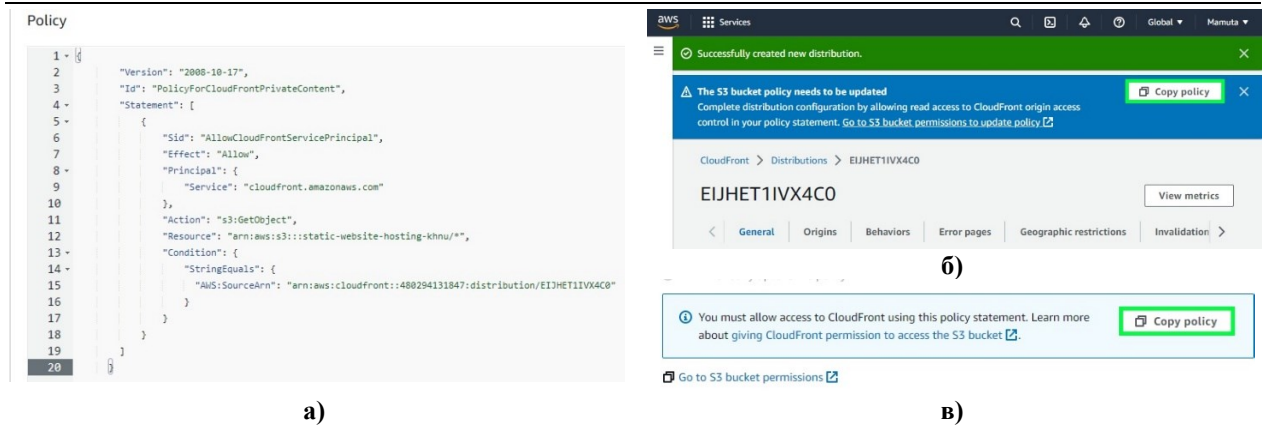 Policy
1 {
2 "Version": "2008-10-17",
3 "Id": "PolicyForCloudFrontPrivateContent",
4 "Statement": [
5 {
6 "Sid": "AllowCloudFrontServicePrincipal",
7 "Effect": "Allow",
8 "Principal": {
9 "Service": "cloudfront.amazonaws.com"
10 },
11 "Action": "s3:GetObject",
12 "Resource": "arn:aws:s3:::static-website-hosting-khnu/*",
13 "Condition": {
14 "StringEquals": {
15 "AWS:SourceArn": "arn:aws:cloudfront::480294131847:distribution/EIJHET1IVX4C0"
16 }
17 }
18 }
19 ]
20 }
а)
aws Services Global Mamuta
Successfully created new distribution.
The S3 bucket policy needs to be updated Copy policy
Complete distribution configuration by allowing read access to CloudFront origin access
control in your policy statement. Go to S3 bucket permissions to update policy
CloudFront > Distributions > EIJHET1IVX4C0
EIJHET1IVX4C0 View metrics
General Origins Behaviors Error pages Geographic restrictions Invalidation
б)
You must allow access to CloudFront using this policy statement. Learn more Copy policy
about giving CloudFront permission to access the S3 bucket.
Go to S3 bucket permissions
в)